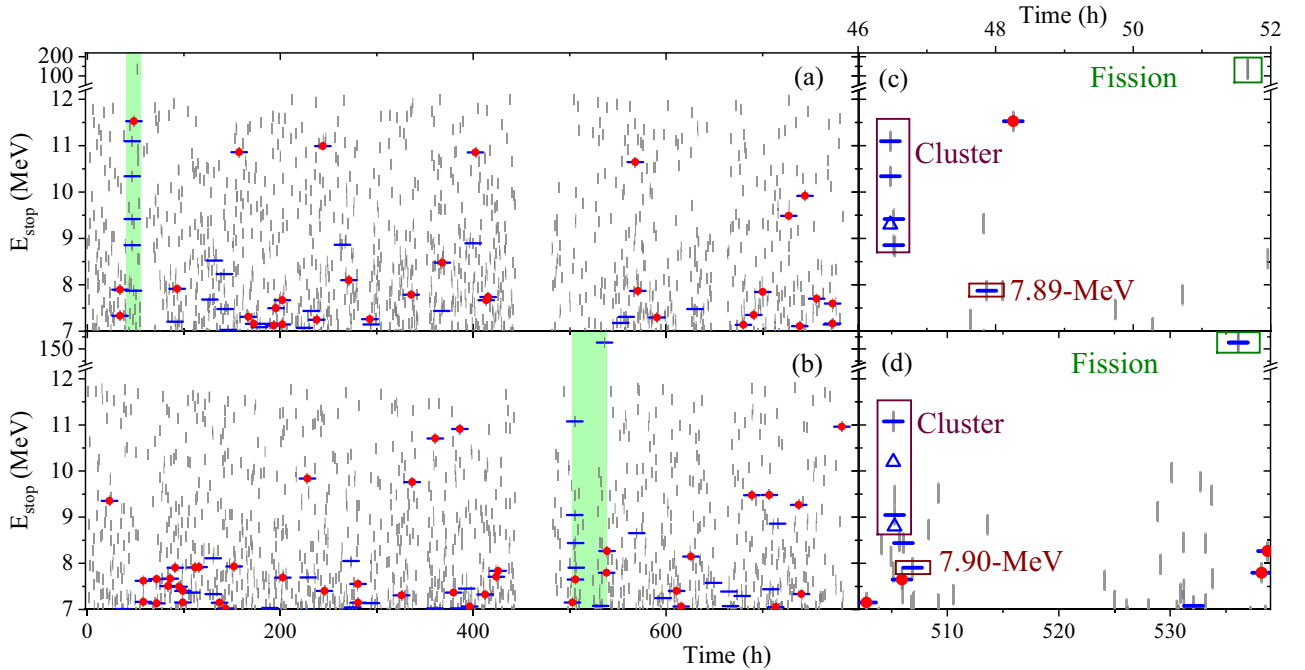 Time (h)
46 48 50 52
200
100
12
11
10
9
8
7
E_stop (MeV)
(a)
(c)
Fission
Cluster
7.89-MeV
150
12
11
10
9
8
7
E_stop (MeV)
(b)
(d)
Fission
Cluster
7.90-MeV
0 200 400 600
510 520 530
Time (h)